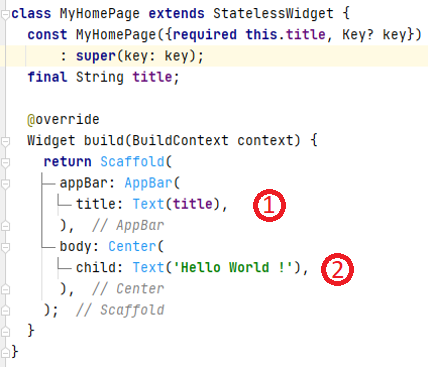 class MyHomePage extends StatelessWidget {
  const MyHomePage({required this.title, Key? key})
      : super(key: key);
  final String title;

  @override
  Widget build(BuildContext context) {
    return Scaffold(
      appBar: AppBar(
        title: Text(title), 1
      ), // AppBar
      body: Center(
        child: Text('Hello World !'), 2
      ), // Center
    ); // Scaffold
  }
}